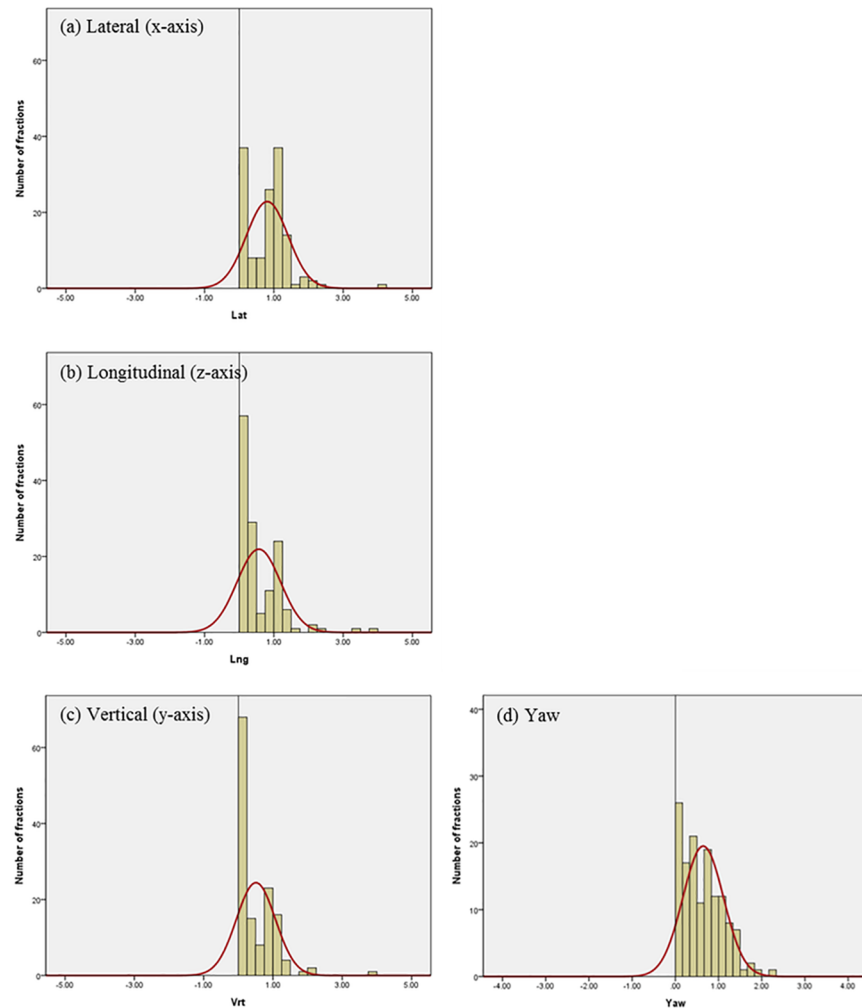 (a) Lateral (x-axis)
Number of fractions
60
40
20
0
-5.00 -3.00 -1.00 1.00 3.00 5.00
Lat
(b) Longitudinal (z-axis)
Number of fractions
60
40
20
0
-5.00 -3.00 -1.00 1.00 3.00 5.00
Lng
(c) Vertical (y-axis)
Number of fractions
60
40
20
0
-5.00 -3.00 -1.00 1.00 3.00 5.00
Vrt
(d) Yaw
Number of fractions
40
30
20
10
0
-4.00 -3.00 -2.00 -1.00 .00 1.00 2.00 3.00 4.00
Yaw